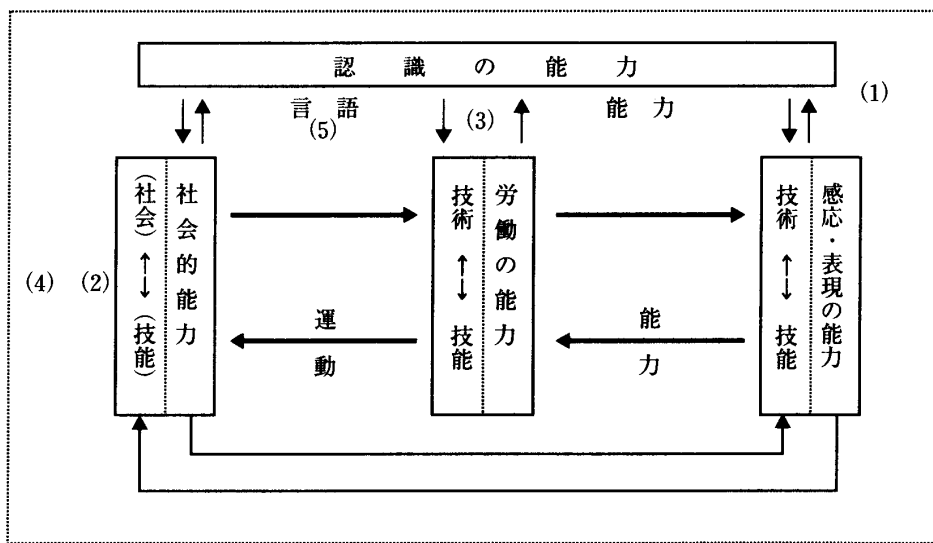 認識の能力
言語 能力
(1)
(5)
(3)
(4) (2)
(社会)↑↓(技能)
社会的能力
技術↑↓技能
労働の能力
技術↑↓技能
感応・表現の能力
運動
能力